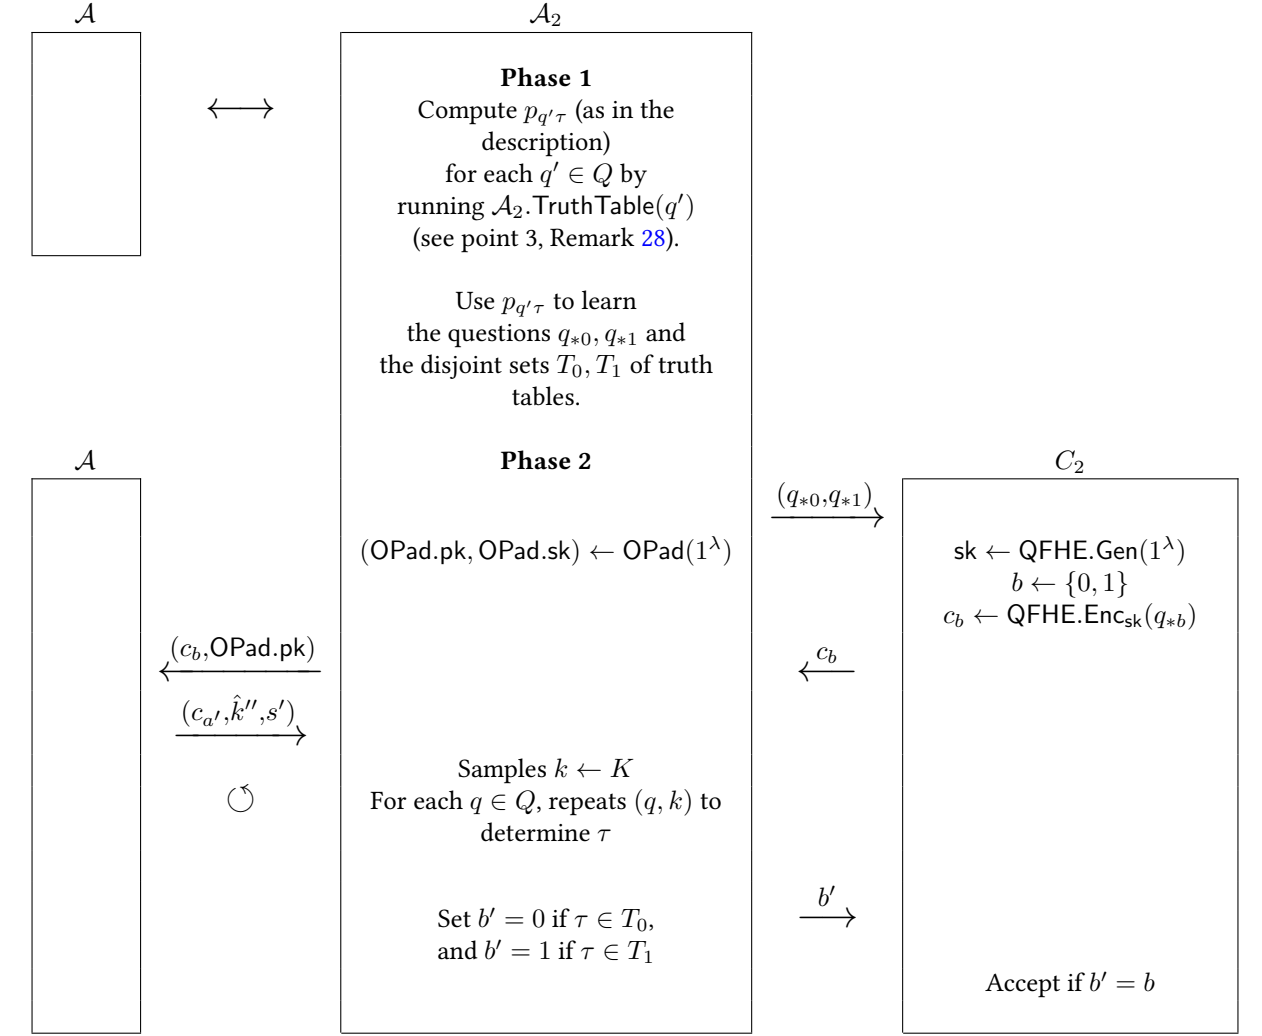 𝒜
𝒜₂
Phase 1
Compute p_{q′τ} (as in the
description)
for each q′ ∈ Q by
running 𝒜₂.TruthTable(q′)
(see point 3, Remark 28).
⟷
Use p_{q′τ} to learn
the questions q_{*0}, q_{*1} and
the disjoint sets T₀, T₁ of truth
tables.
𝒜
Phase 2
C₂
(q_{*0},q_{*1})
(OPad.pk, OPad.sk) ← OPad(1^λ)
sk ← QFHE.Gen(1^λ)
b ← {0, 1}
c_b ← QFHE.Enc_{sk}(q_{*b})
(c_b,OPad.pk)
c_b
(c_{a′},k̂″,s′)
Samples k ← K
For each q ∈ Q, repeats (q, k) to
determine τ
↺
b′
Set b′ = 0 if τ ∈ T₀,
and b′ = 1 if τ ∈ T₁
Accept if b′ = b